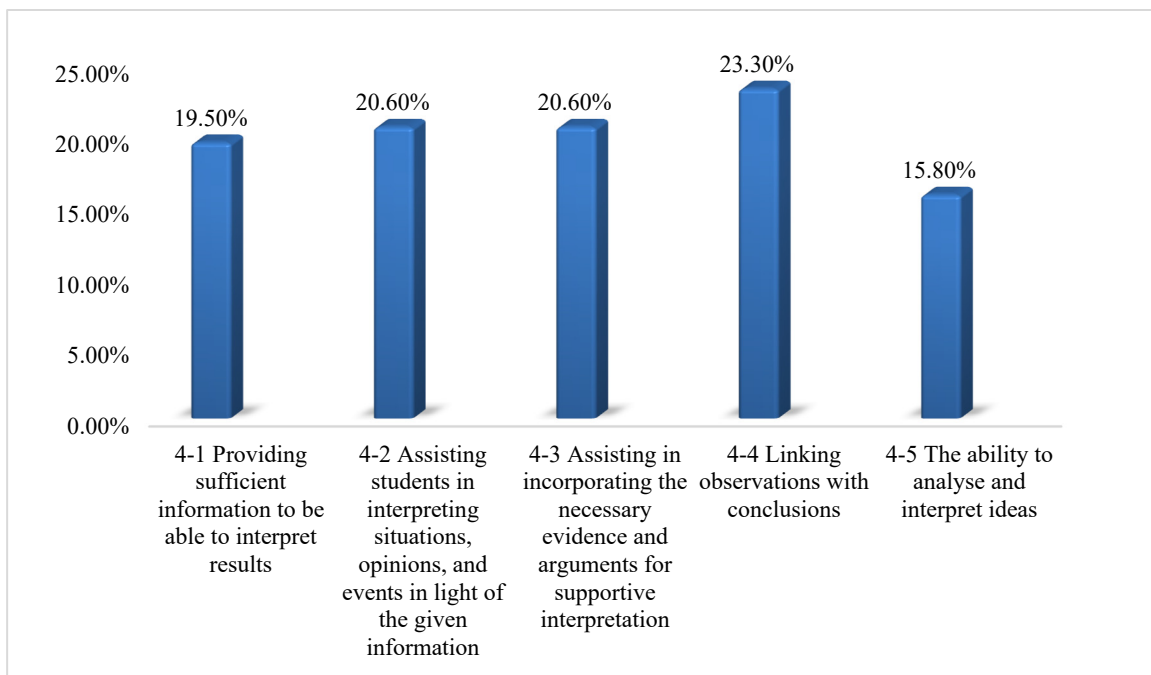 25.00%
20.00%
15.00%
10.00%
5.00%
0.00%
19.50%
20.60%
20.60%
23.30%
15.80%
4-1 Providing
sufficient
information to be
able to interpret
results
4-2 Assisting
students in
interpreting
situations,
opinions, and
events in light of
the given
information
4-3 Assisting in
incorporating the
necessary
evidence and
arguments for
supportive
interpretation
4-4 Linking
observations with
conclusions
4-5 The ability to
analyse and
interpret ideas